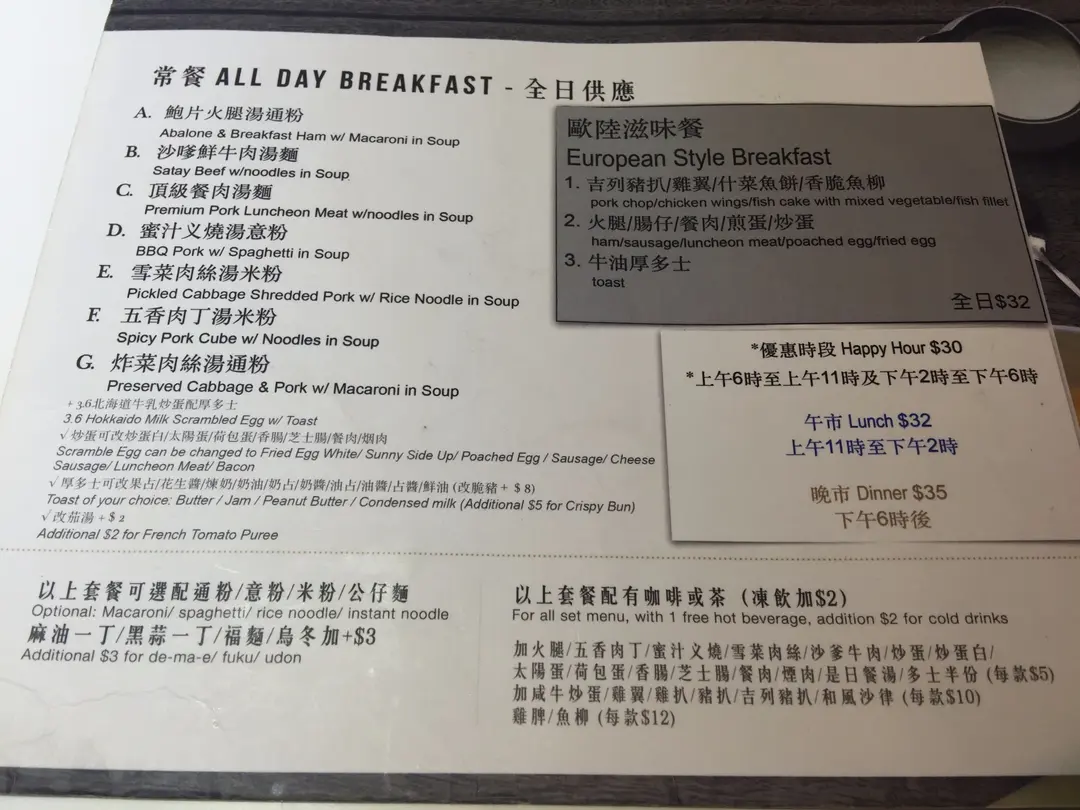 常餐 ALL DAY BREAKFAST - 全日供應
A. 鮑片火腿湯通粉
Abalone & Breakfast Ham w/ Macaroni in Soup
B. 沙嗲鮮牛肉湯麵
Satay Beef w/noodles in Soup
C. 頂級餐肉湯麵
Premium Pork Luncheon Meat w/noodles in Soup
D. 蜜汁义燒湯意粉
BBQ Pork w/ Spaghetti in Soup
E. 雪菜肉絲湯米粉
Pickled Cabbage Shredded Pork w/ Rice Noodle in Soup
F. 五香肉丁湯米粉
Spicy Pork Cube w/ Noodles in Soup
G. 炸菜肉絲湯通粉
Preserved Cabbage & Pork w/ Macaroni in Soup
+3.6北海道牛乳炒蛋配厚多士
3.6 Hokkaido Milk Scrambled Egg w/ Toast
√ 炒蛋可改炒蛋白/太陽蛋/荷包蛋/香腸/芝士腸/餐肉/烟肉
Scramble Egg can be changed to Fried Egg White/ Sunny Side Up/ Poached Egg / Sausage/ Cheese
Sausage/ Luncheon Meat/ Bacon
√ 厚多士可改果占/花生醬/煉奶/奶油/奶占/奶醬/油占/油醬/占醬/鮮油 (改脆豬 + $ 8)
Toast of your choice: Butter / Jam / Peanut Butter / Condensed milk (Additional $5 for Crispy Bun)
√ 改茄湯 + $ 2
Additional $2 for French Tomato Puree
歐陸滋味餐
European Style Breakfast
1. 吉列豬扒/雞翼/什菜魚餅/香脆魚柳
pork chop/chicken wings/fish cake with mixed vegetable/fish fillet
2. 火腿/腸仔/餐肉/煎蛋/炒蛋
ham/sausage/luncheon meat/poached egg/fried egg
3. 牛油厚多士
toast
全日$32
*優惠時段 Happy Hour $30
*上午6時至上午11時及下午2時至下午6時
午市 Lunch $32
上午11時至下午2時
晚市 Dinner $35
下午6時後
以上套餐可選配通粉/意粉/米粉/公仔麵
Optional: Macaroni/ spaghetti/ rice noodle/ instant noodle
麻油一丁/黑蒜一丁/福麵/烏冬加+$3
Additional $3 for de-ma-e/ fuku/ udon
以上套餐配有咖啡或茶 (凍飲加$2)
For all set menu, with 1 free hot beverage, addition $2 for cold drinks
加火腿/五香肉丁/蜜汁义燒/雪菜肉絲/沙爹牛肉/炒蛋/炒蛋白/
太陽蛋/荷包蛋/香腸/芝士腸/餐肉/煙肉/是日餐湯/多士半份 (每款$5)
加咸牛炒蛋/雞翼/雞扒/豬扒/吉列豬扒/和風沙律 (每款$10)
雞脾/魚柳 (每款$12)